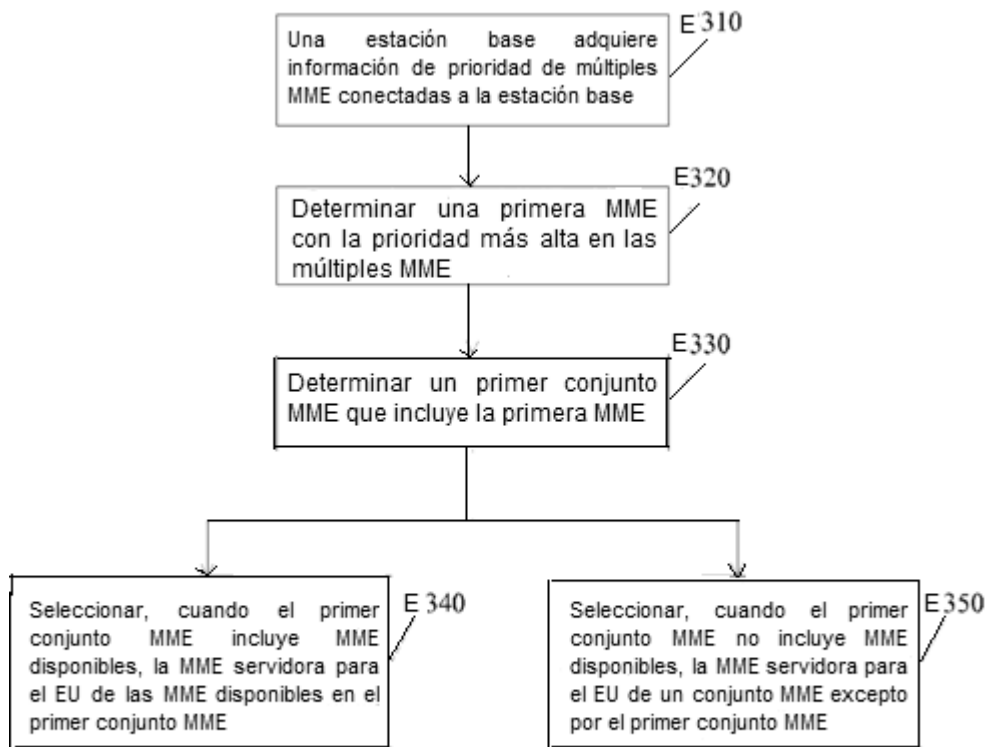 Una estación base adquiere
información de prioridad de múltiples
MME conectadas a la estación base
E310
Determinar una primera MME
con la prioridad más alta en las
múltiples MME
E320
Determinar un primer conjunto
MME que incluye la primera MME
E330
Seleccionar, cuando el primer
conjunto MME incluye MME
disponibles, la MME servidora para
el EU de las MME disponibles en el
primer conjunto MME
E 340
Seleccionar, cuando el primer
conjunto MME no incluye MME
disponibles, la MME servidora para
el EU de un conjunto MME excepto
por el primer conjunto MME
E 350